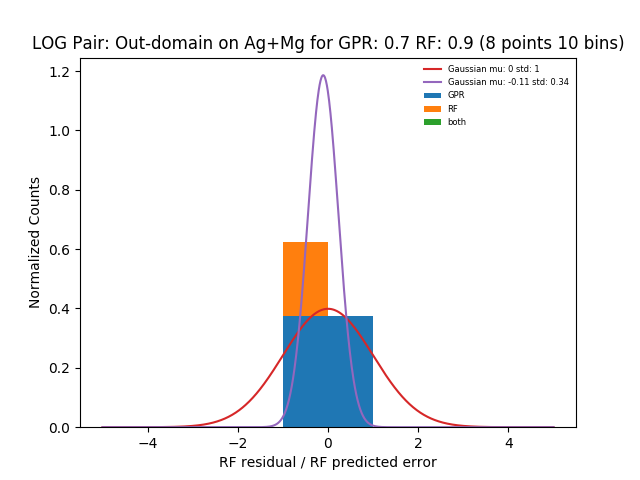 LOG Pair: Out-domain on Ag+Mg for GPR: 0.7 RF: 0.9 (8 points 10 bins)
Gaussian mu: 0 std: 1
Gaussian mu: -0.11 std: 0.34
GPR
RF
both
1.2
1.0
0.8
0.6
0.4
0.2
0.0
Normalized Counts
−4
−2
0
2
4
RF residual / RF predicted error